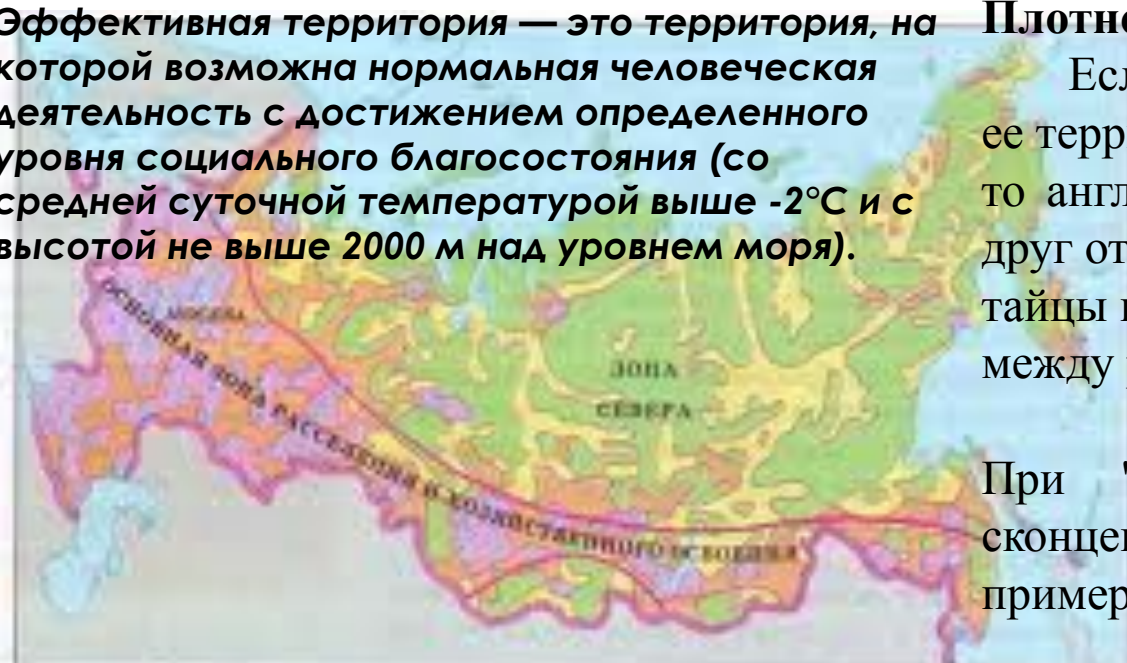 Эффективная территория — это территория, на
которой возможна нормальная человеческая
деятельность с достижением определенного
уровня социального благосостояния (со
средней суточной температурой выше -2°С и с
высотой не выше 2000 м над уровнем моря).
МОСКВА
ОСНОВНАЯ ЗОНА РАССЕЛЕНИЯ И ХОЗЯЙСТВЕННОГО ОСВОЕНИЯ
ЗОНА
СЕВЕРА
Плотно
Есл
ее терр
то англ
друг от
тайцы
между
При
сконце
пример